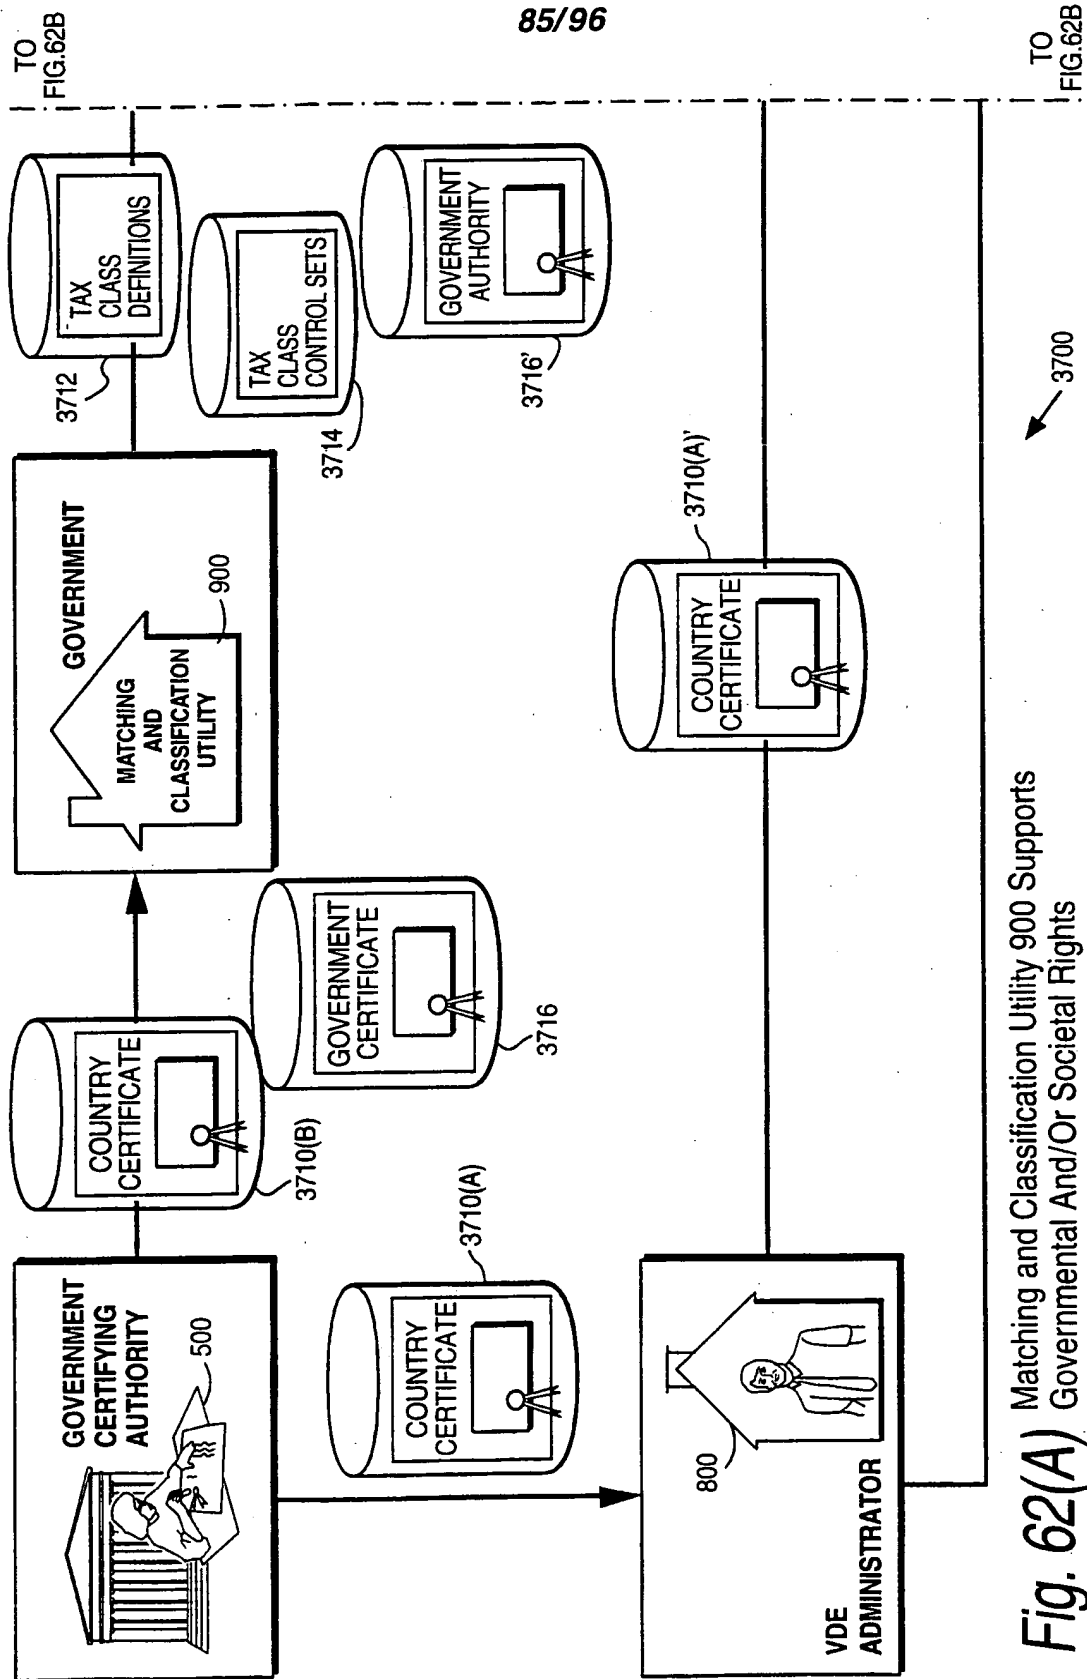 85/96
TO
FIG.62B
GOVERNMENT
CERTIFYING
AUTHORITY
500
COUNTRY
CERTIFICATE
3710(B)
GOVERNMENT
CERTIFICATE
3716
GOVERNMENT
MATCHING
AND
CLASSIFICATION
UTILITY
900
TAX
CLASS
DEFINITIONS
3712
TAX
CLASS
CONTROL SETS
3714
GOVERNMENT
AUTHORITY
3716'
COUNTRY
CERTIFICATE
3710(A)
VDE
ADMINISTRATOR
800
COUNTRY
CERTIFICATE
3710(A)'
3700
TO
FIG.62B
Fig. 62(A) Matching and Classification Utility 900 Supports
Governmental And/Or Societal Rights